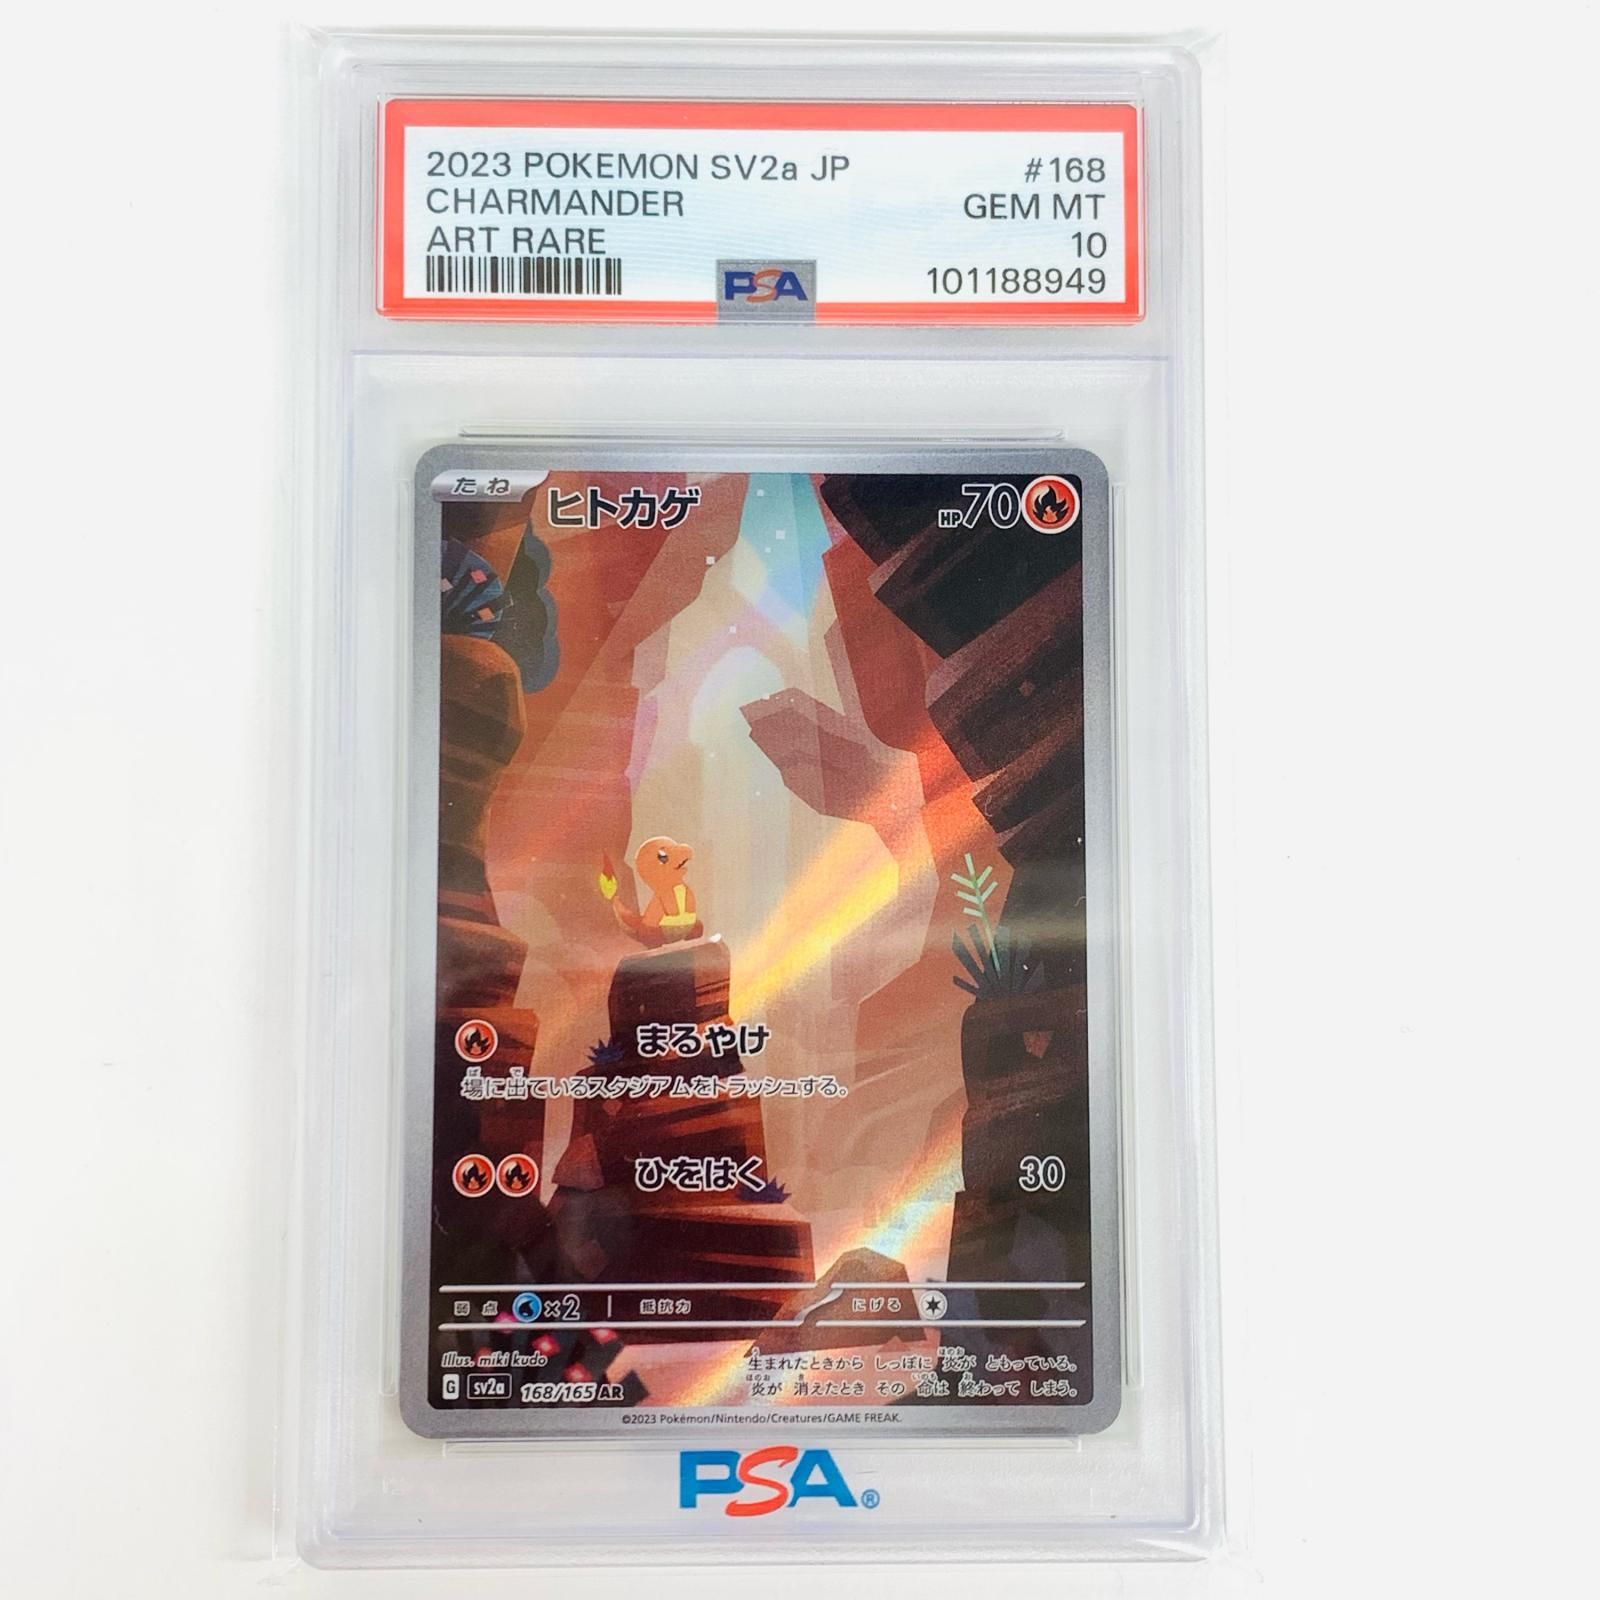 2023 POKEMON SV2a JP #168
CHARMANDER GEM MT
ART RARE 10
PSA 101188949
たね ヒトカゲ HP70
まるやけ
場に出ているスタジアムをトラッシュする。
ひをはく 30
弱点 ×2 抵抗力 にげる
Illus. miki kudo
生まれたときから しっぽに 炎が ともっている。
炎が 消えたとき その 命は 終わって しまう。
G sv2a 168/165 AR
©2023 Pokémon/Nintendo/Creatures/GAME FREAK.
PSA®